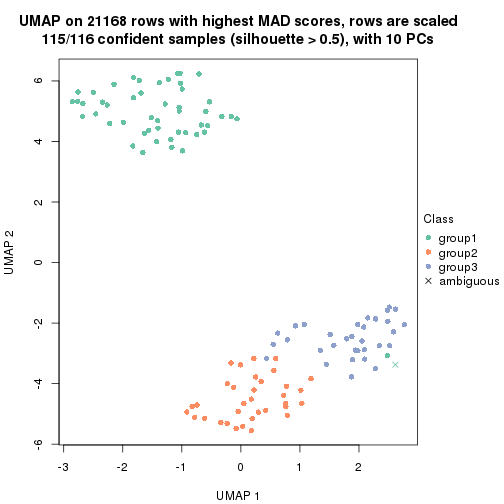 UMAP on 21168 rows with highest MAD scores, rows are scaled
115/116 confident samples (silhouette > 0.5), with 10 PCs
6
4
2
0
-2
-4
-6
UMAP 2
-3
-2
-1
0
1
2
UMAP 1
Class
group1
group2
group3
ambiguous